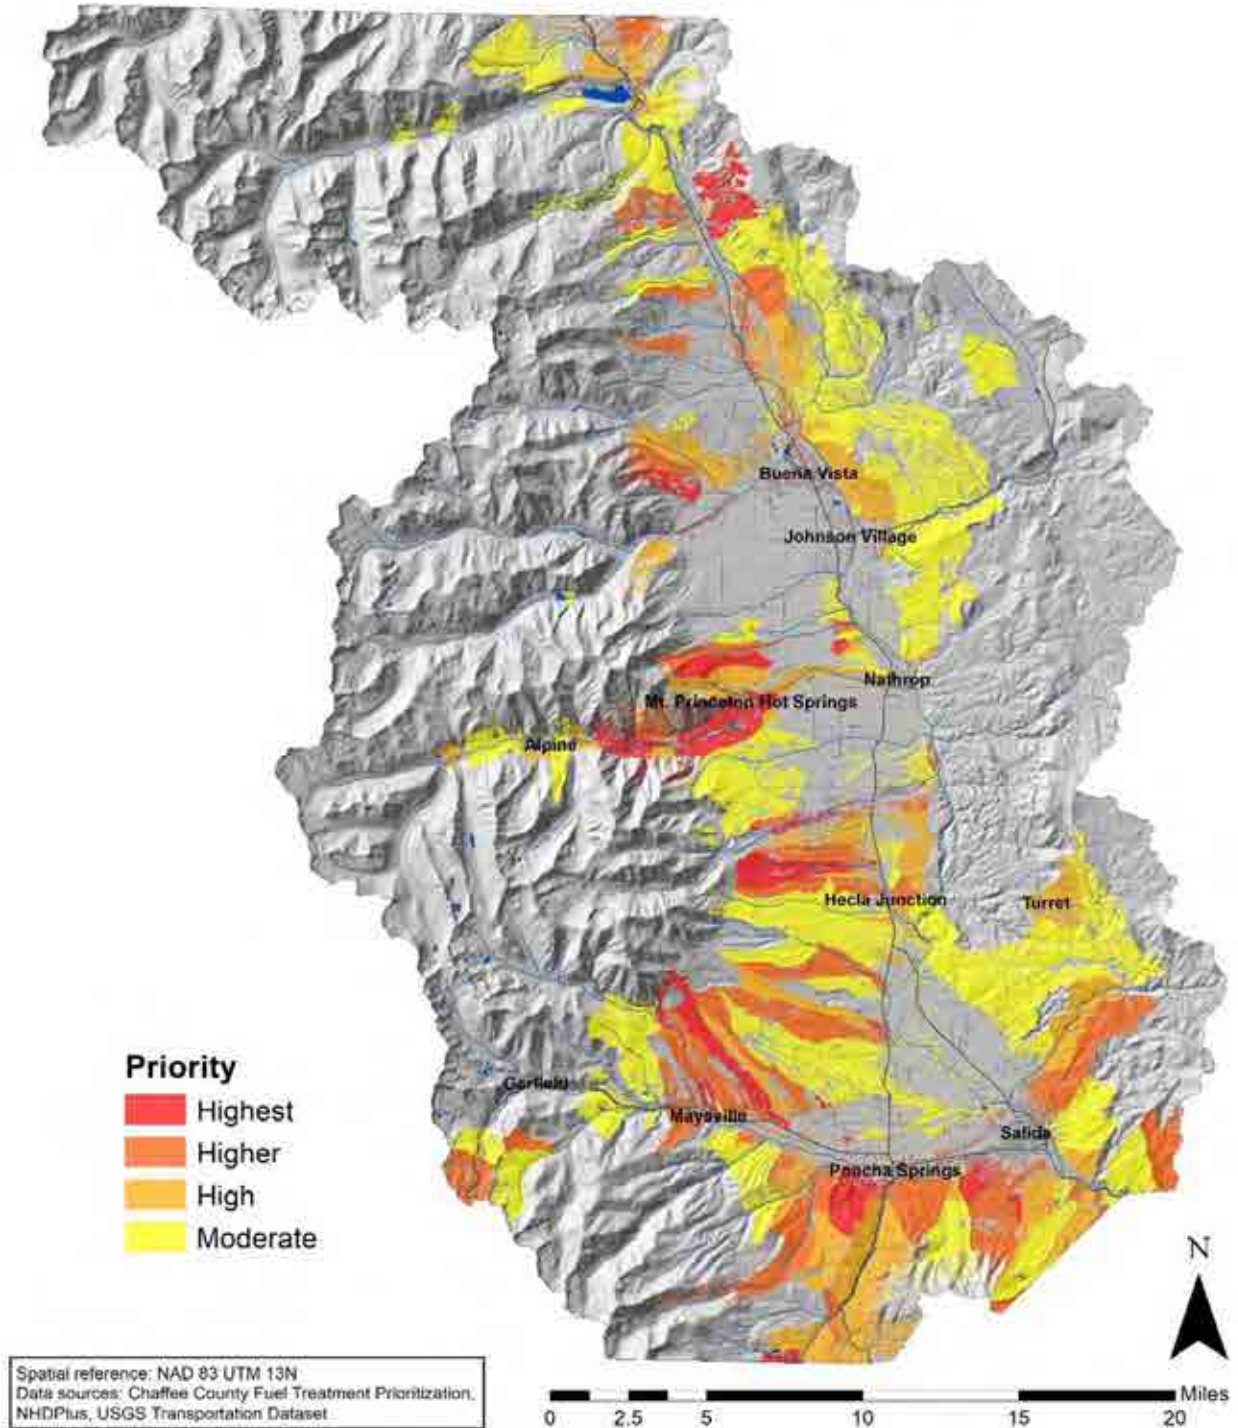 Buena Vista
Johnson Village
Nathrop
Mt. Princeton Hot Springs
Alpine
Hecla Junction
Turret
Garfield
Maysville
Salida
Poncha Springs
Priority
Highest
Higher
High
Moderate
N
Spatial reference: NAD 83 UTM 13N
Data sources: Chaffee County Fuel Treatment Prioritization,
NHDPlus, USGS Transportation Dataset
Miles
0 2.5 5 10 15 20